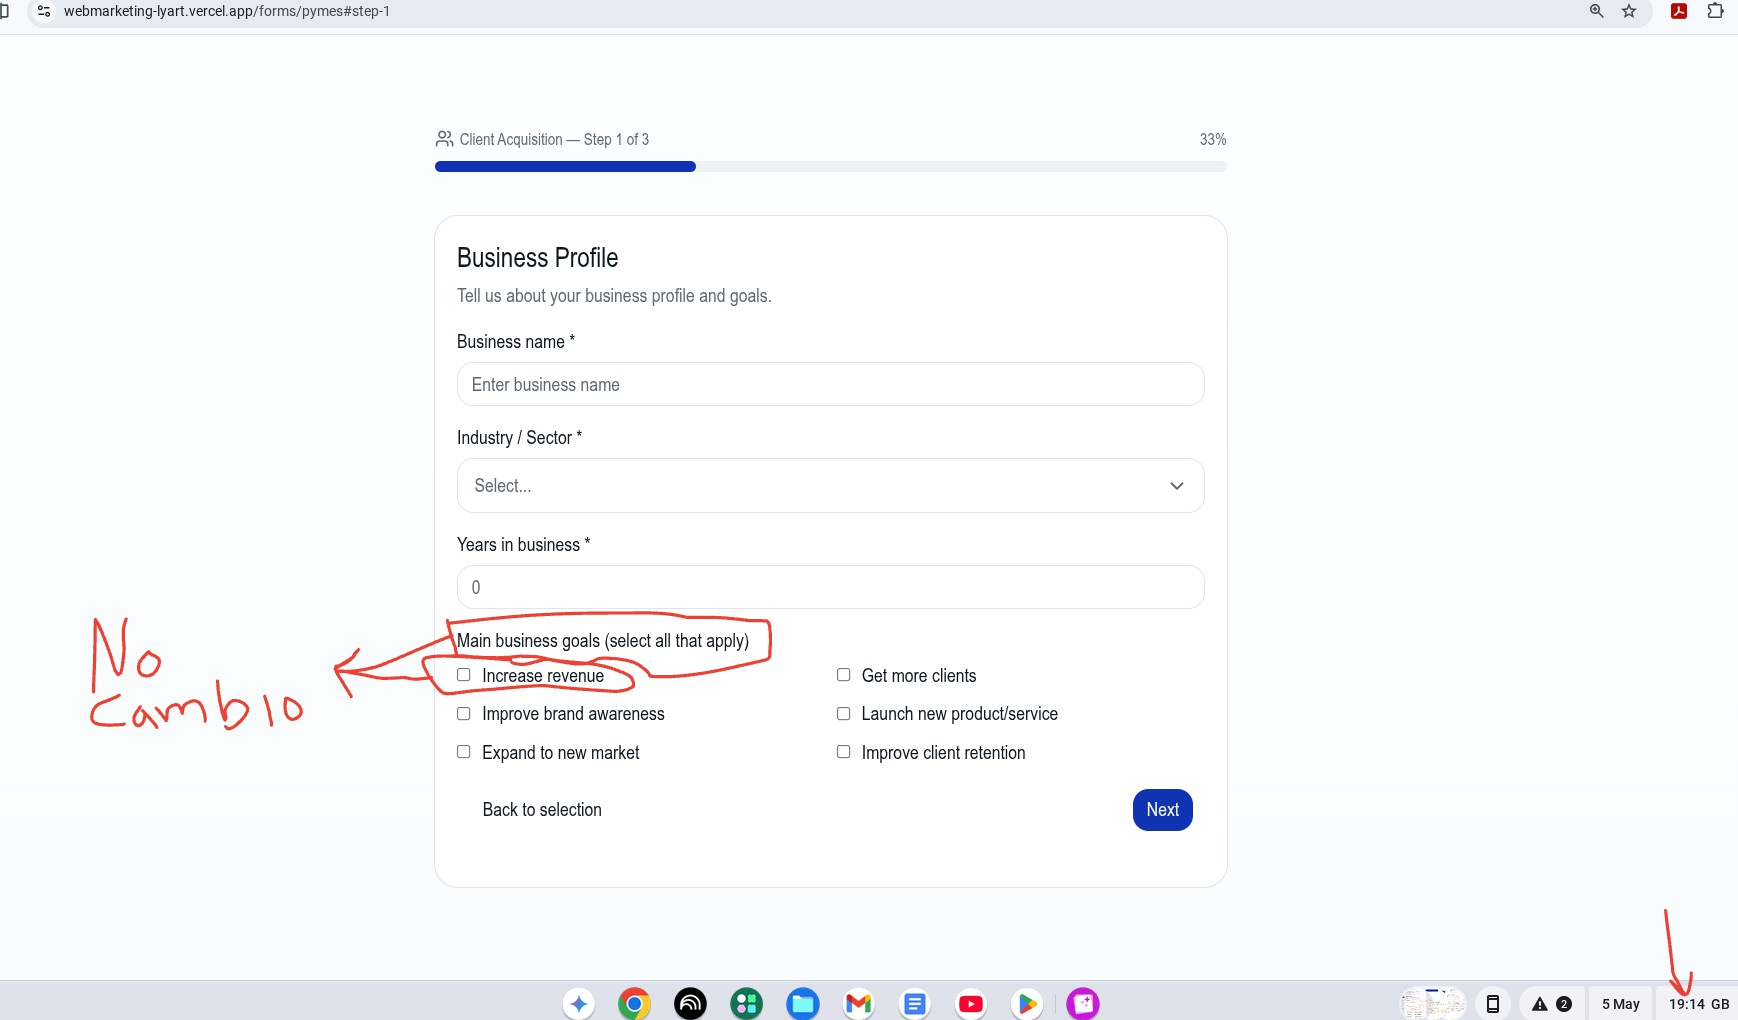 webmarketing-lyart.vercel.app/forms/pymes#step-1
Client Acquisition — Step 1 of 3
33%
Business Profile
Tell us about your business profile and goals.
Business name *
Enter business name
Industry / Sector *
Select...
Years in business *
0
Main business goals (select all that apply)
Increase revenue
Get more clients
Improve brand awareness
Launch new product/service
Expand to new market
Improve client retention
No
Cambio
Back to selection
Next
2
5 May
19:14 GB